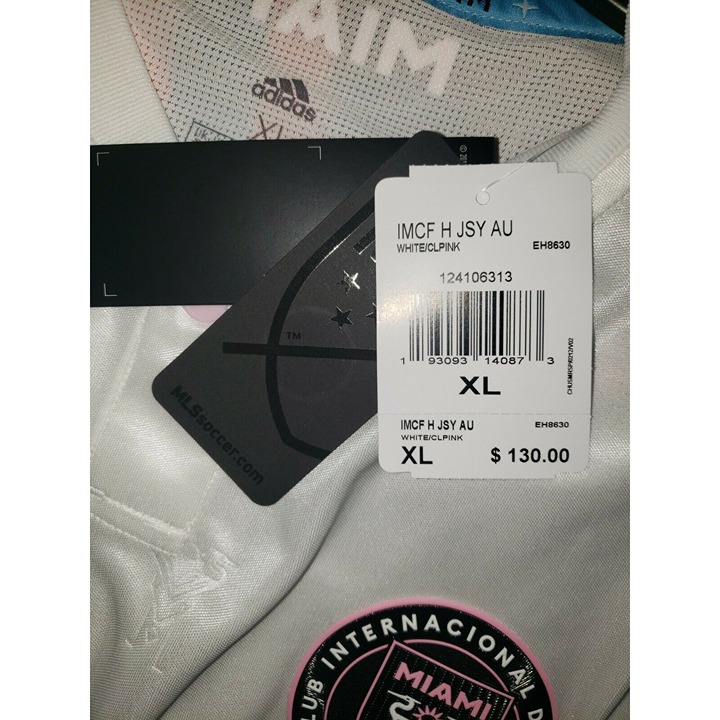 MIAMI
adidas
XL
IMCF H JSY AU
WHITE/CLPINK EH8630
124106313
1 93093 14087 3
XL
IMCF H JSY AU EH8630
WHITE/CLPINK
XL $ 130.00
TM
MLSsoccer.com
CLUB INTERNACIONAL D
MIAMI